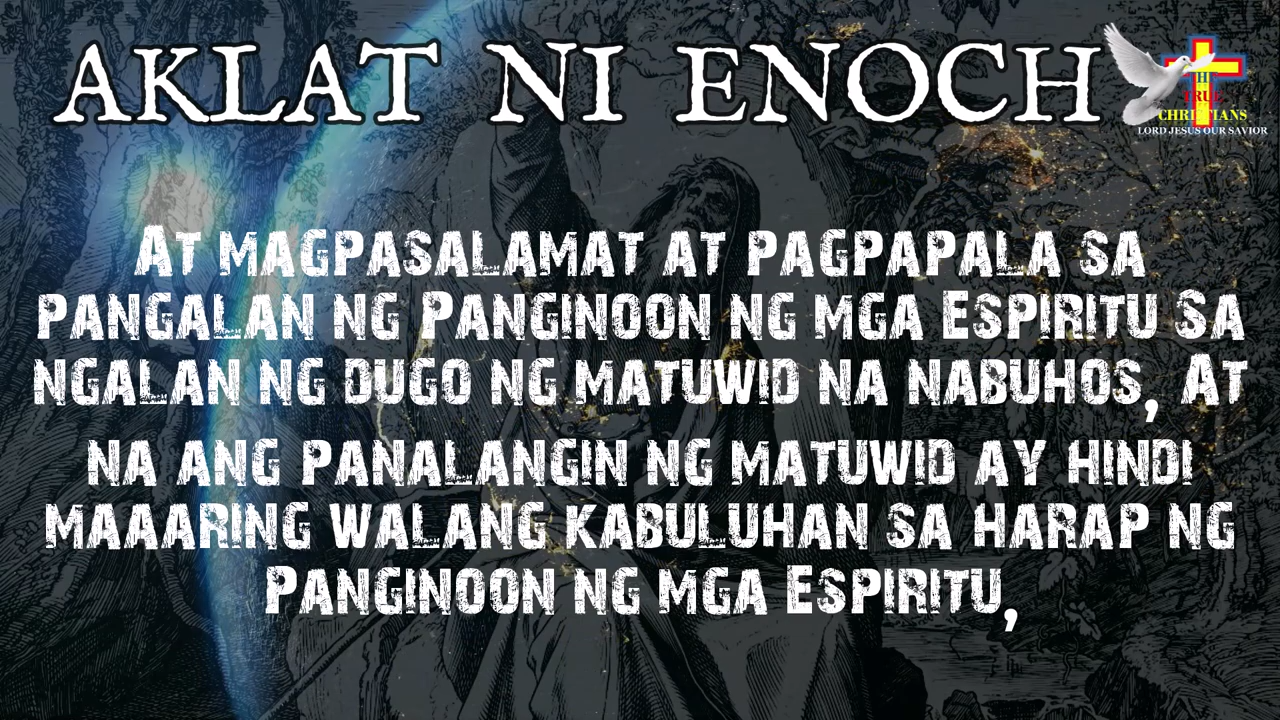 AKLAT NI ENOCH
THE
TRUE
CHRISTIANS
LORD JESUS OUR SAVIOR
At magpasalamat at pagpapala sa
pangalan ng Panginoon ng mga Espiritu Sa
ngalan ng dugo ng matuwid na nabuhos, At
na ang panalangin ng matuwid ay hindi
maaaring walang kabuluhan sa harap ng
Panginoon ng mga Espiritu,